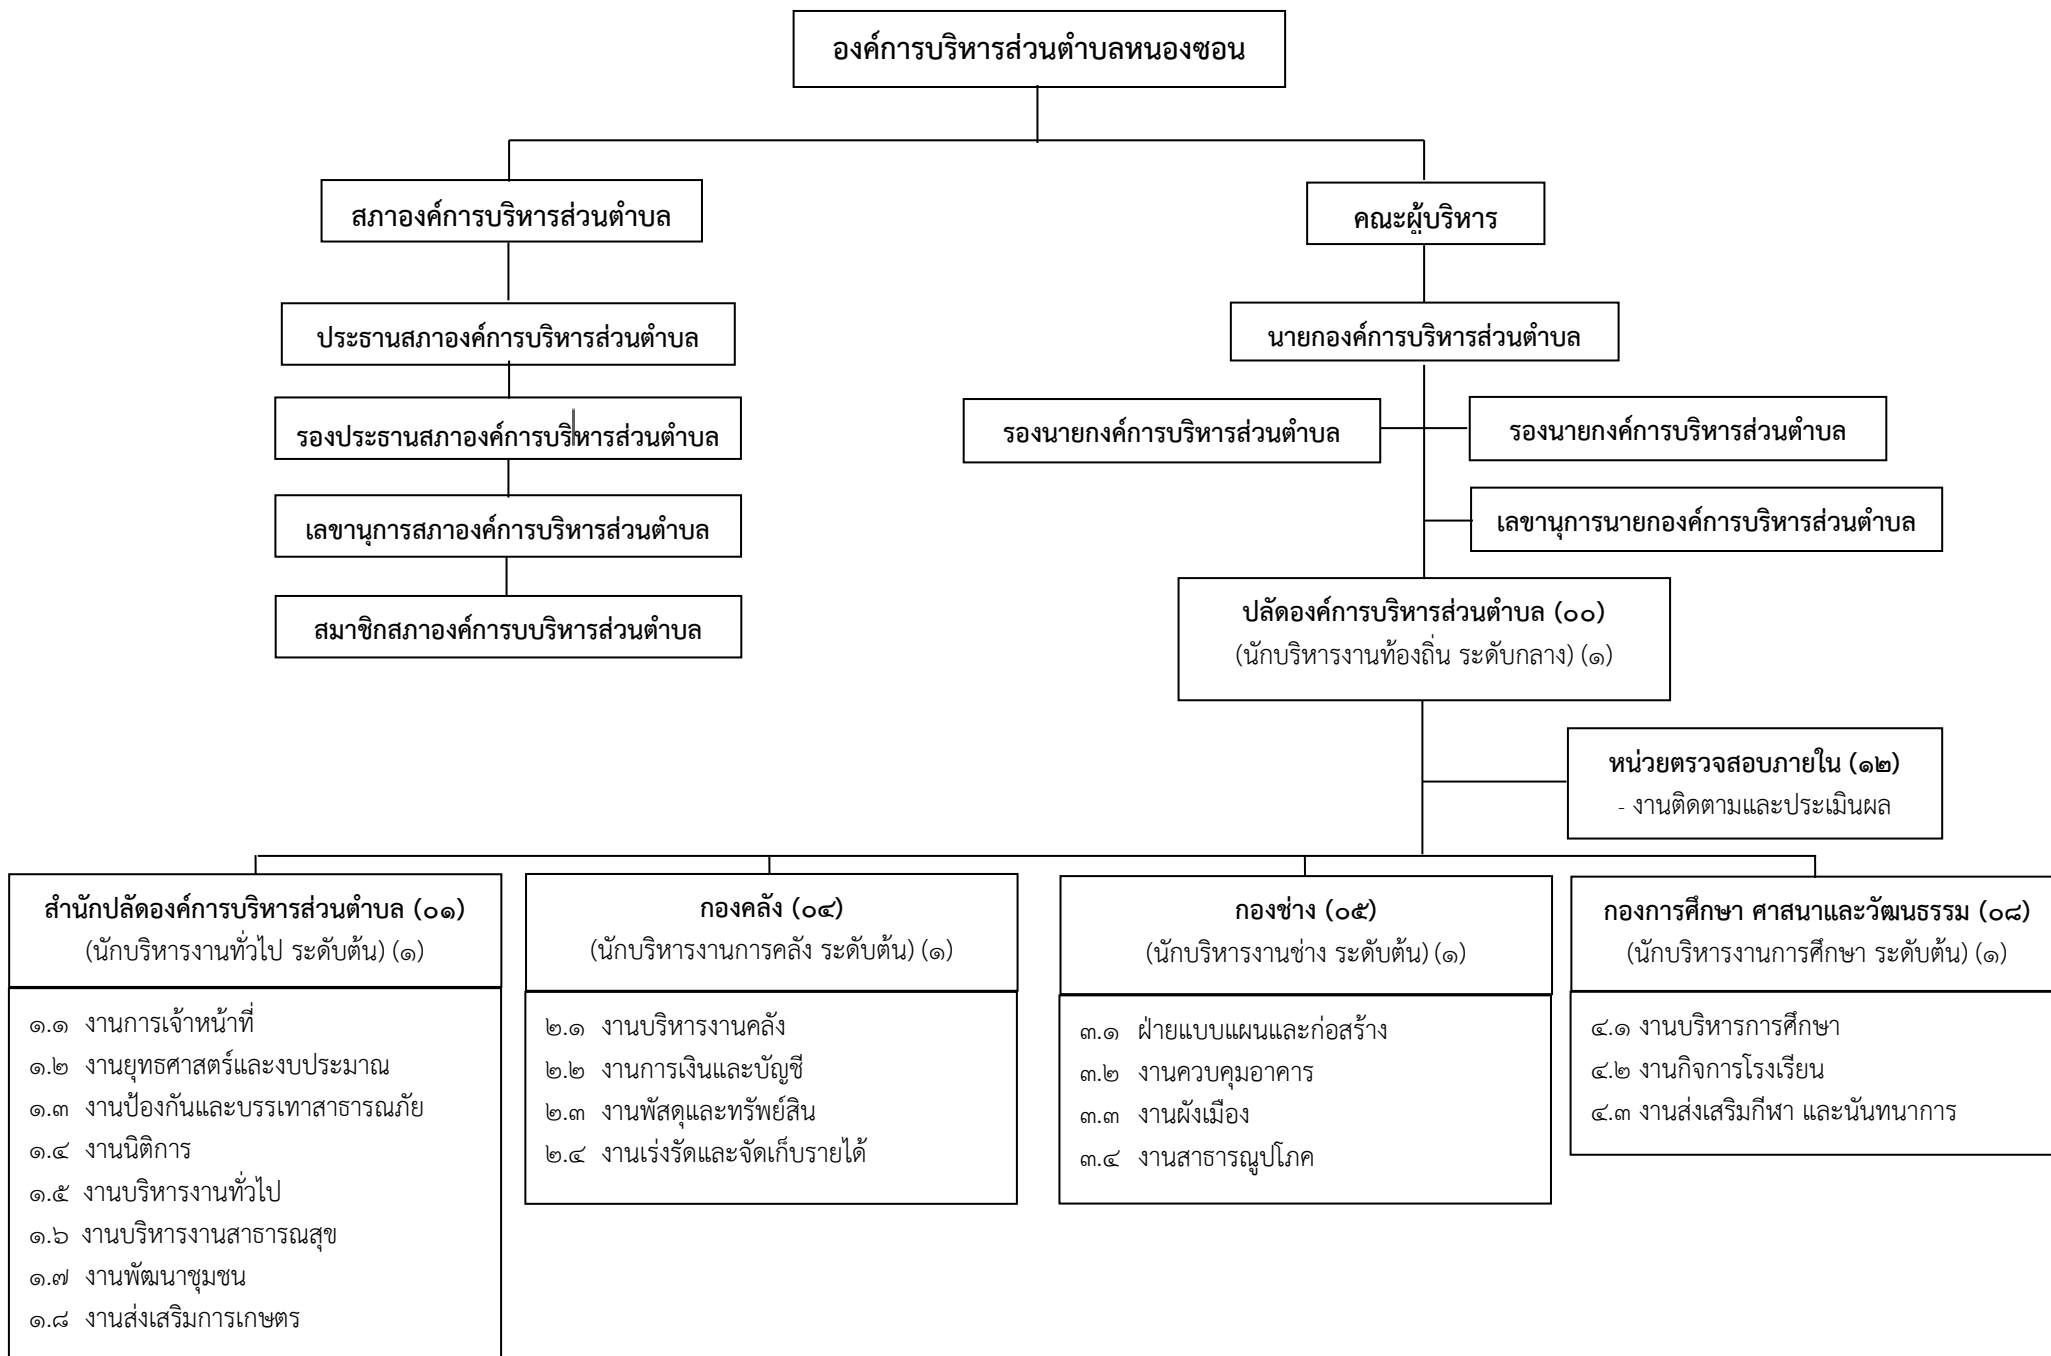 องค์การบริหารส่วนตำบลหนองซอน
สภาองค์การบริหารส่วนตำบล
ประธานสภาองค์การบริหารส่วนตำบล
รองประธานสภาองค์การบริหารส่วนตำบล
เลขานุการสภาองค์การบริหารส่วนตำบล
สมาชิกสภาองค์การบบริหารส่วนตำบล
คณะผู้บริหาร
นายกองค์การบริหารส่วนตำบล
รองนายกงค์การบริหารส่วนตำบล
รองนายกงค์การบริหารส่วนตำบล
เลขานุการนายกองค์การบริหารส่วนตำบล
ปลัดองค์การบริหารส่วนตำบล (๐๐)
(นักบริหารงานท้องถิ่น ระดับกลาง) (๑)
หน่วยตรวจสอบภายใน (๑๒)
- งานติดตามและประเมินผล
สำนักปลัดองค์การบริหารส่วนตำบล (๐๑)
(นักบริหารงานทั่วไป ระดับต้น) (๑)
๑.๑ งานการเจ้าหน้าที่
๑.๒ งานยุทธศาสตร์และงบประมาณ
๑.๓ งานป้องกันและบรรเทาสาธารณภัย
๑.๔ งานนิติการ
๑.๕ งานบริหารงานทั่วไป
๑.๖ งานบริหารงานสาธารณสุข
๑.๗ งานพัฒนาชุมชน
๑.๘ งานส่งเสริมการเกษตร
กองคลัง (๐๔)
(นักบริหารงานการคลัง ระดับต้น) (๑)
๒.๑ งานบริหารงานคลัง
๒.๒ งานการเงินและบัญชี
๒.๓ งานพัสดุและทรัพย์สิน
๒.๔ งานเร่งรัดและจัดเก็บรายได้
กองช่าง (๐๕)
(นักบริหารงานช่าง ระดับต้น) (๑)
๓.๑ ฝ่ายแบบแผนและก่อสร้าง
๓.๒ งานควบคุมอาคาร
๓.๓ งานผังเมือง
๓.๔ งานสาธารณูปโภค
กองการศึกษา ศาสนาและวัฒนธรรม (๐๘)
(นักบริหารงานการศึกษา ระดับต้น) (๑)
๔.๑ งานบริหารการศึกษา
๔.๒ งานกิจการโรงเรียน
๔.๓ งานส่งเสริมกีฬา และนันทนาการ